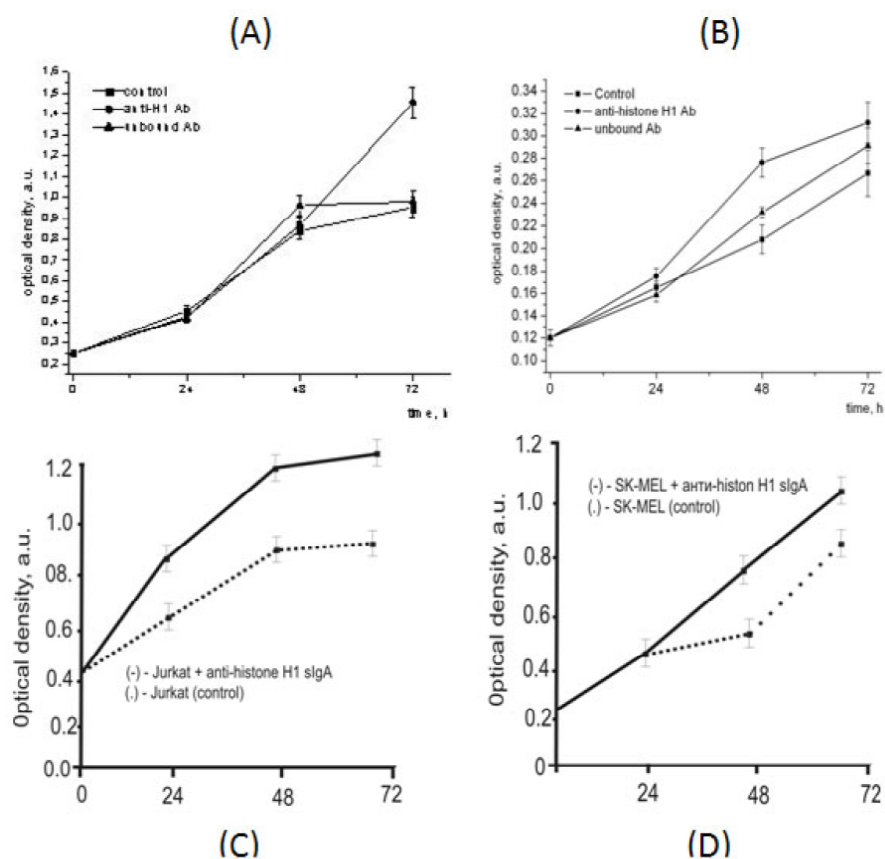 (A)
optical density, a.u.
1,6
1,5
1,4
1,3
1,2
1,1
1,0
0,9
0,8
0,7
0,6
0,5
0,4
0,3
0,2
control
anti-H1 Ab
unbound Ab
0 24 48 72
time, h
(B)
optical density, a.u.
0.34
0.32
0.30
0.28
0.26
0.24
0.22
0.20
0.18
0.16
0.14
0.12
0.10
Control
anti-histone H1 Ab
unbound Ab
0 24 48 72
time, h
Optical density, a.u.
1.2
1.0
08.
0.6
0.4
0.2
0.0
(-) - Jurkat + anti-histone H1 sIgA
(.) - Jurkat (control)
0 24 48 72
(C)
Optical density, a.u.
1.2
1.0
0.8
0.6
0.4
0.2
0
(-) - SK-MEL + анти-histon H1 sIgA
(.) - SK-MEL (control)
24 48 72
(D)